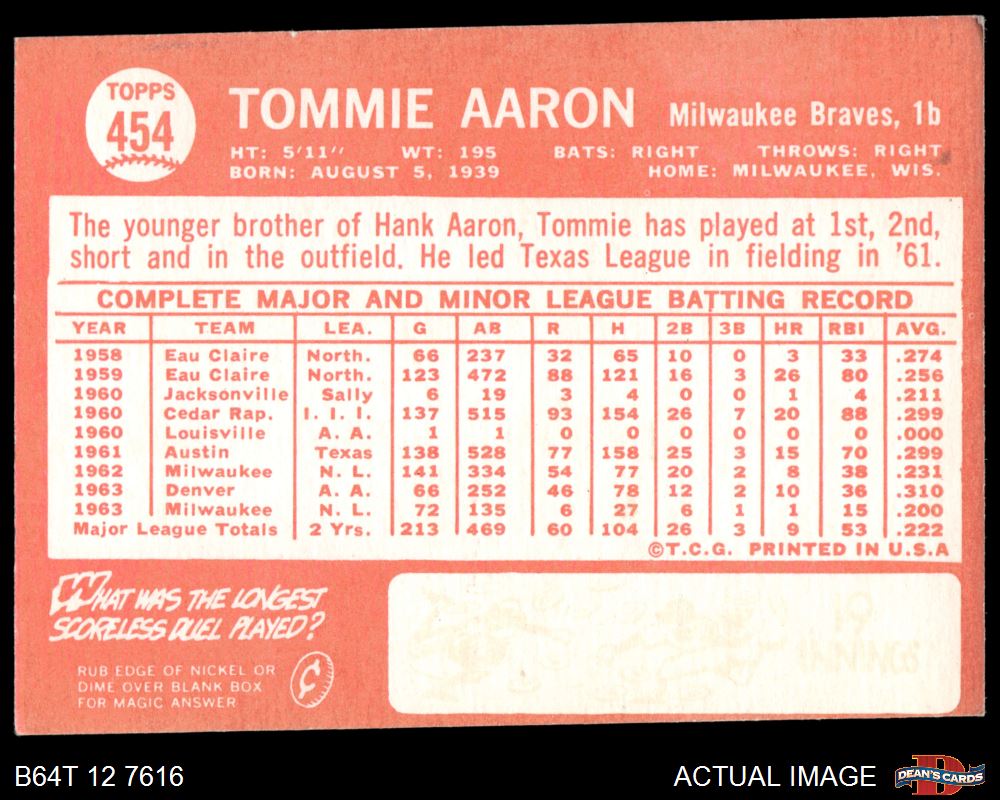 TOPPS
454
TOMMIE AARON Milwaukee Braves, 1b
HT: 5'11" WT: 195 BATS: RIGHT THROWS: RIGHT
BORN: AUGUST 5, 1939 HOME: MILWAUKEE, WIS.
The younger brother of Hank Aaron, Tommie has played at 1st, 2nd,
short and in the outfield. He led Texas League in fielding in '61.
COMPLETE MAJOR AND MINOR LEAGUE BATTING RECORD
YEAR TEAM LEA. G AB R H 2B 3B HR RBI AVG.
1958 Eau Claire North. 66 237 32 65 10 0 3 33 .274
1959 Eau Claire North. 123 472 88 121 16 3 26 80 .256
1960 Jacksonville Sally 6 19 3 4 0 0 1 4 .211
1960 Cedar Rap. I. I. I. 137 515 93 154 26 7 20 88 .299
1960 Louisville A. A. 1 1 0 0 0 0 0 0 .000
1961 Austin Texas 138 528 77 158 25 3 15 70 .299
1962 Milwaukee N. L. 141 334 54 77 20 2 8 38 .231
1963 Denver A. A. 66 252 46 78 12 2 10 36 .310
1963 Milwaukee N. L. 72 135 6 27 6 1 1 15 .200
Major League Totals 2 Yrs. 213 469 60 104 26 3 9 53 .222
©T.C.G. PRINTED IN U.S.A
WHAT WAS THE LONGEST
SCORELESS DUEL PLAYED?
RUB EDGE OF NICKEL OR
DIME OVER BLANK BOX
FOR MAGIC ANSWER
¢
19
INNINGS
B64T 12 7616 ACTUAL IMAGE
D
DEAN'S CARDS